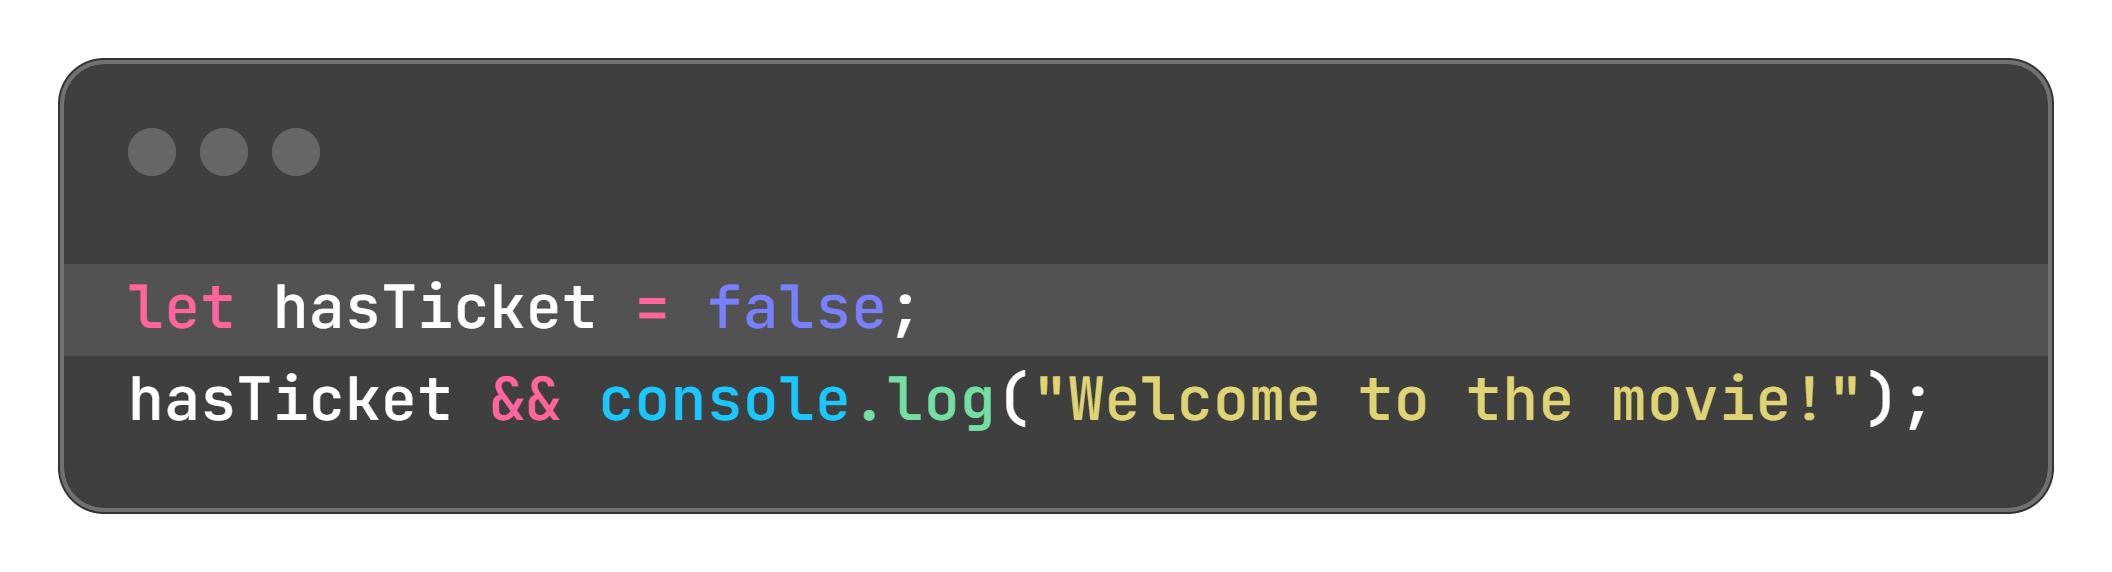 let hasTicket = false;
hasTicket && console.log("Welcome to the movie!");